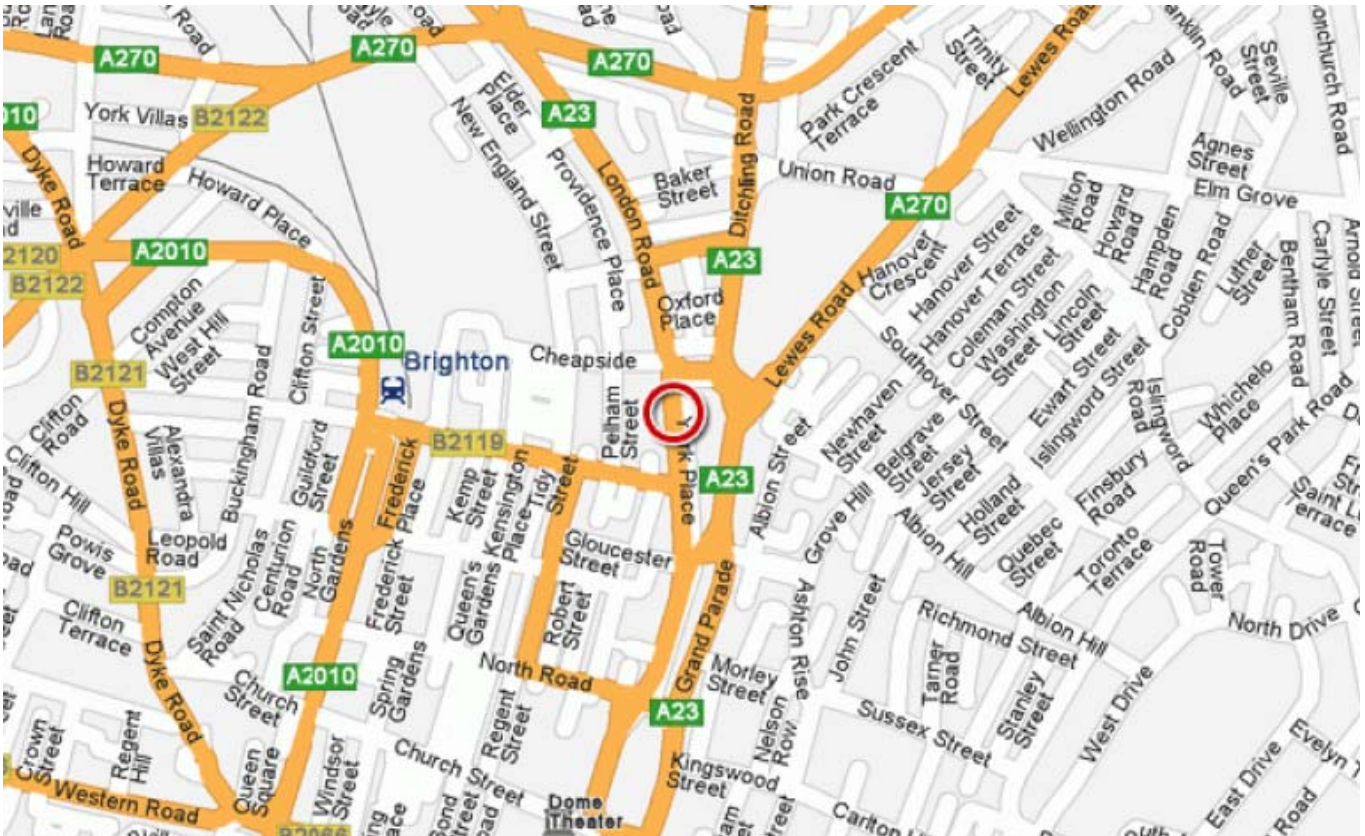 A270
A270
A270
A23
York Villas
B2122
Howard
Terrace
Howard Place
Dyke Road
A2010
B2122
Elder
Place
New England Street
Providence Place
London Road
Baker
Street
Ditchling Road
Union Road
Park Crescent
Terrace
Trinity
Street
Lewes Road
Wellington Road
Seville
Street
Agnes
Street
Elm Grove
A270
A23
Oxford
Place
Lewes Road
Hanover
Crescent
Hanover Street
Hanover Terrace
Coleman Street
Washington
Street
Lincoln
Street
Milton
Road
Howard
Road
Hampden
Road
Cobden Road
Luther
Street
Bentham Road
Carlyle Street
Arnold Street
Compton
Avenue
West Hill
Street
Clifton Street
A2010
Brighton
Cheapside
Pelham
Street
B2121
Clifton
Road
Dyke Road
Alexandra
Villas
Buckingham Road
Guildford
Street
Frederick
Place
B2119
Kemp
Street
Kensington
Place
Tidy
Street
York Place
A23
Albion Street
Southover Street
Newhaven
Street
Belgrave
Street
Jersey
Street
Ewart Street
Islingword Street
Islingword
Road
Whichelo
Place
Queen's Park Road
Clifton Hill
Powis
Grove
Leopold
Road
B2121
Clifton
Terrace
Saint Nicholas
Road
Centurion
Road
North
Gardens
Frederick
Street
Queen's
Gardens
Gloucester
Street
Robert
Street
Grand Parade
Grove Hill
Albion Hill
Holland
Street
Quebec
Street
Finsbury
Road
Toronto
Terrace
Tower
Road
North Drive
Ashton Rise
John Street
Richmond Street
Albion Hill
Tarner
Road
Stanley
Street
West Drive
Dyke Road
A2010
Church
Street
Spring
Gardens
North Road
A23
Morley
Street
Nelson
Row
Sussex Street
Crown
Street
Regent
Hill
Western Road
Queen
Square
Windsor
Street
Church Street
Regent
Street
Dome
Theater
Kingswood
Street
East Drive